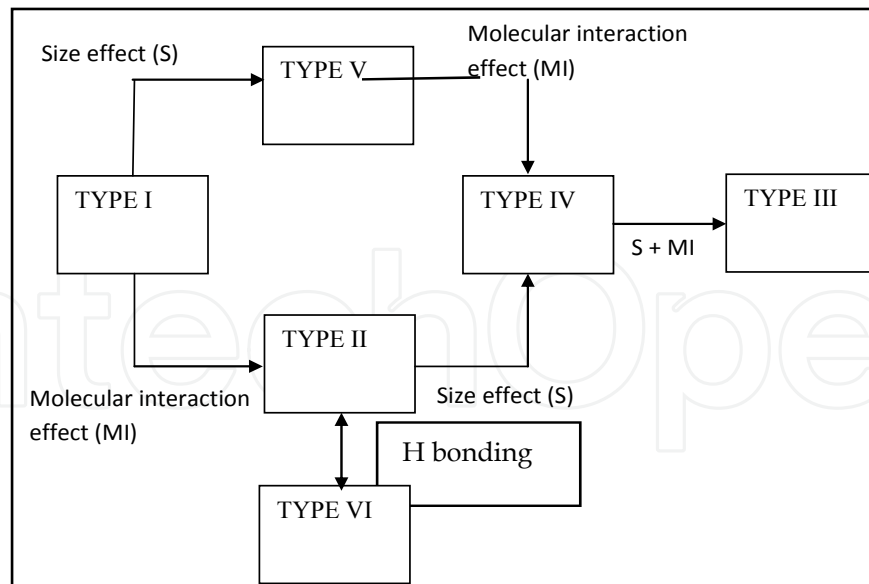 Size effect (S)
TYPE V
Molecular interaction
effect (MI)
TYPE I
TYPE IV
TYPE III
S + MI
TYPE II
Molecular interaction
effect (MI)
Size effect (S)
H bonding
TYPE VI
ntechOpe